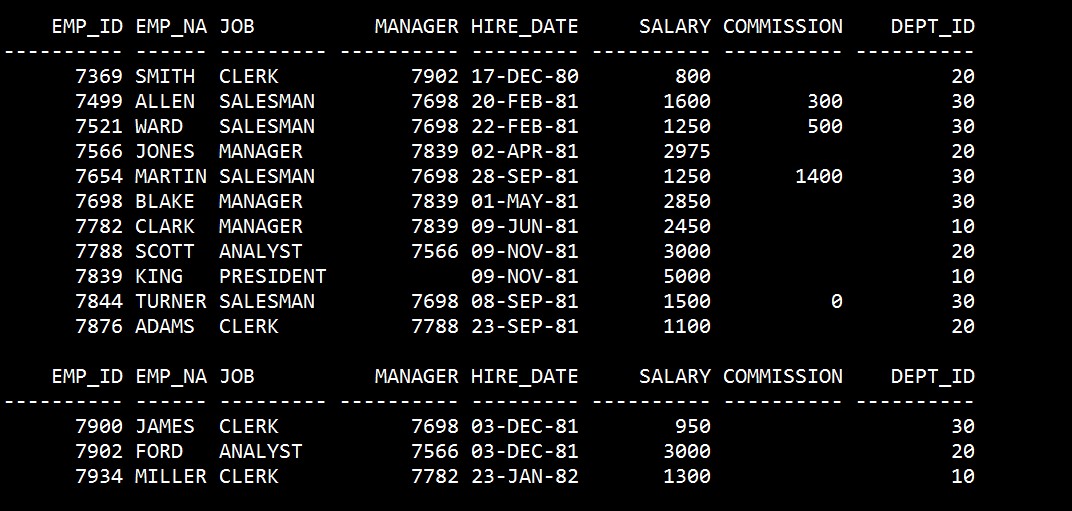 EMP_ID EMP_NA JOB          MANAGER HIRE_DATE     SALARY COMMISSION    DEPT_ID
---------- ------ --------- ---------- --------- ---------- ---------- ----------
      7369 SMITH  CLERK           7902 17-DEC-80        800                    20
      7499 ALLEN  SALESMAN        7698 20-FEB-81       1600        300         30
      7521 WARD   SALESMAN        7698 22-FEB-81       1250        500         30
      7566 JONES  MANAGER         7839 02-APR-81       2975                    20
      7654 MARTIN SALESMAN        7698 28-SEP-81       1250       1400         30
      7698 BLAKE  MANAGER         7839 01-MAY-81       2850                    30
      7782 CLARK  MANAGER         7839 09-JUN-81       2450                    10
      7788 SCOTT  ANALYST         7566 09-NOV-81       3000                    20
      7839 KING   PRESIDENT            09-NOV-81       5000                    10
      7844 TURNER SALESMAN        7698 08-SEP-81       1500          0         30
      7876 ADAMS  CLERK           7788 23-SEP-81       1100                    20

    EMP_ID EMP_NA JOB          MANAGER HIRE_DATE     SALARY COMMISSION    DEPT_ID
---------- ------ --------- ---------- --------- ---------- ---------- ----------
      7900 JAMES  CLERK           7698 03-DEC-81        950                    30
      7902 FORD   ANALYST         7566 03-DEC-81       3000                    20
      7934 MILLER CLERK           7782 23-JAN-82       1300                    10